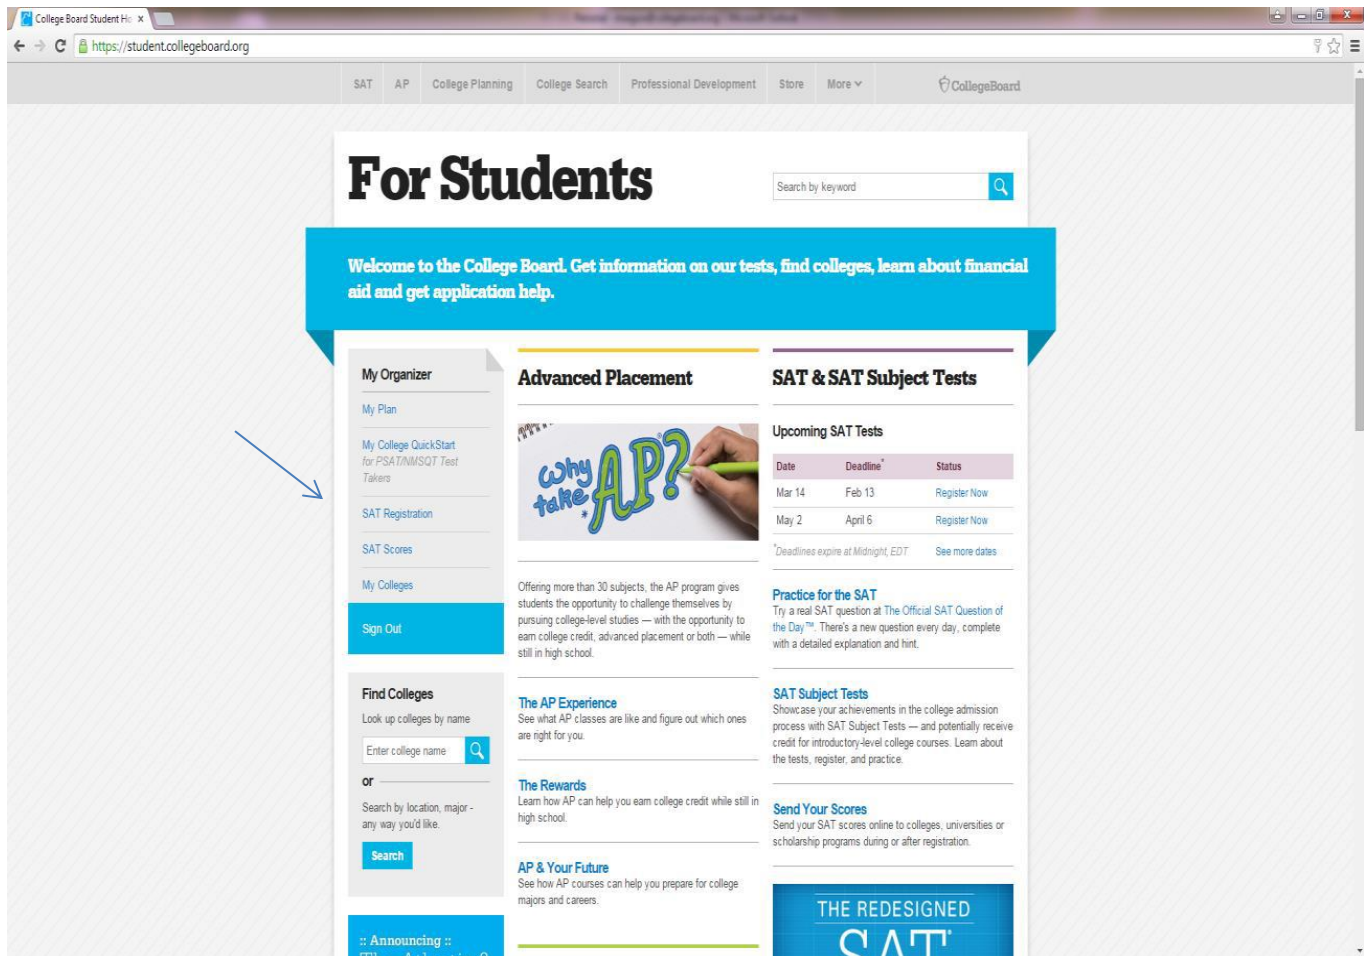 College Board Student Ho
https://student.collegeboard.org
SAT AP College Planning College Search Professional Development Store More CollegeBoard
For Students
Search by keyword
Welcome to the College Board. Get information on our tests, find colleges, learn about financial
aid and get application help.
My Organizer
My Plan
My College QuickStart
for PSAT/NMSQT Test
Takers
SAT Registration
SAT Scores
My Colleges
Sign Out
Find Colleges
Look up colleges by name
Enter college name
or
Search by location, major -
any way you'd like.
Search
:: Announcing ::
Advanced Placement
why
take AP?
*
Offering more than 30 subjects, the AP program gives
students the opportunity to challenge themselves by
pursuing college-level studies — with the opportunity to
earn college credit, advanced placement or both — while
still in high school.
The AP Experience
See what AP classes are like and figure out which ones
are right for you.
The Rewards
Learn how AP can help you earn college credit while still in
high school.
AP & Your Future
See how AP courses can help you prepare for college
majors and careers.
SAT & SAT Subject Tests
Upcoming SAT Tests
Date Deadline* Status
Mar 14 Feb 13 Register Now
May 2 April 6 Register Now
*Deadlines expire at Midnight, EDT See more dates
Practice for the SAT
Try a real SAT question at The Official SAT Question of
the Day™. There's a new question every day, complete
with a detailed explanation and hint.
SAT Subject Tests
Showcase your achievements in the college admission
process with SAT Subject Tests — and potentially receive
credit for introductory-level college courses. Learn about
the tests, register, and practice.
Send Your Scores
Send your SAT scores online to colleges, universities or
scholarship programs during or after registration.
THE REDESIGNED
SAT